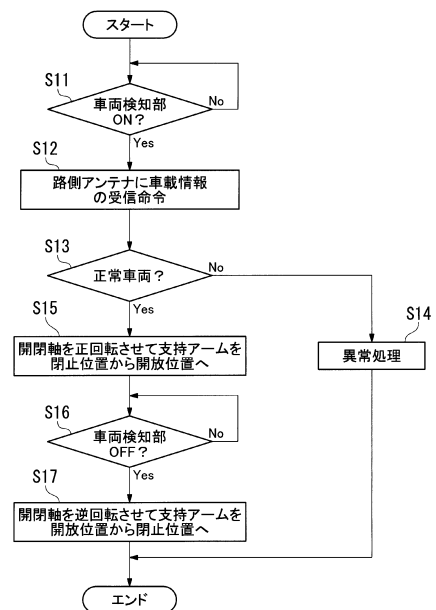 スタート
S11
車両検知部
ON?
No
Yes
S12
路側アンテナに車載情報
の受信命令
S13
正常車両?
No
Yes
S14
異常処理
S15
開閉軸を正回転させて支持アームを
閉止位置から開放位置へ
S16
車両検知部
OFF?
No
Yes
S17
開閉軸を逆回転させて支持アームを
開放位置から閉止位置へ
エンド